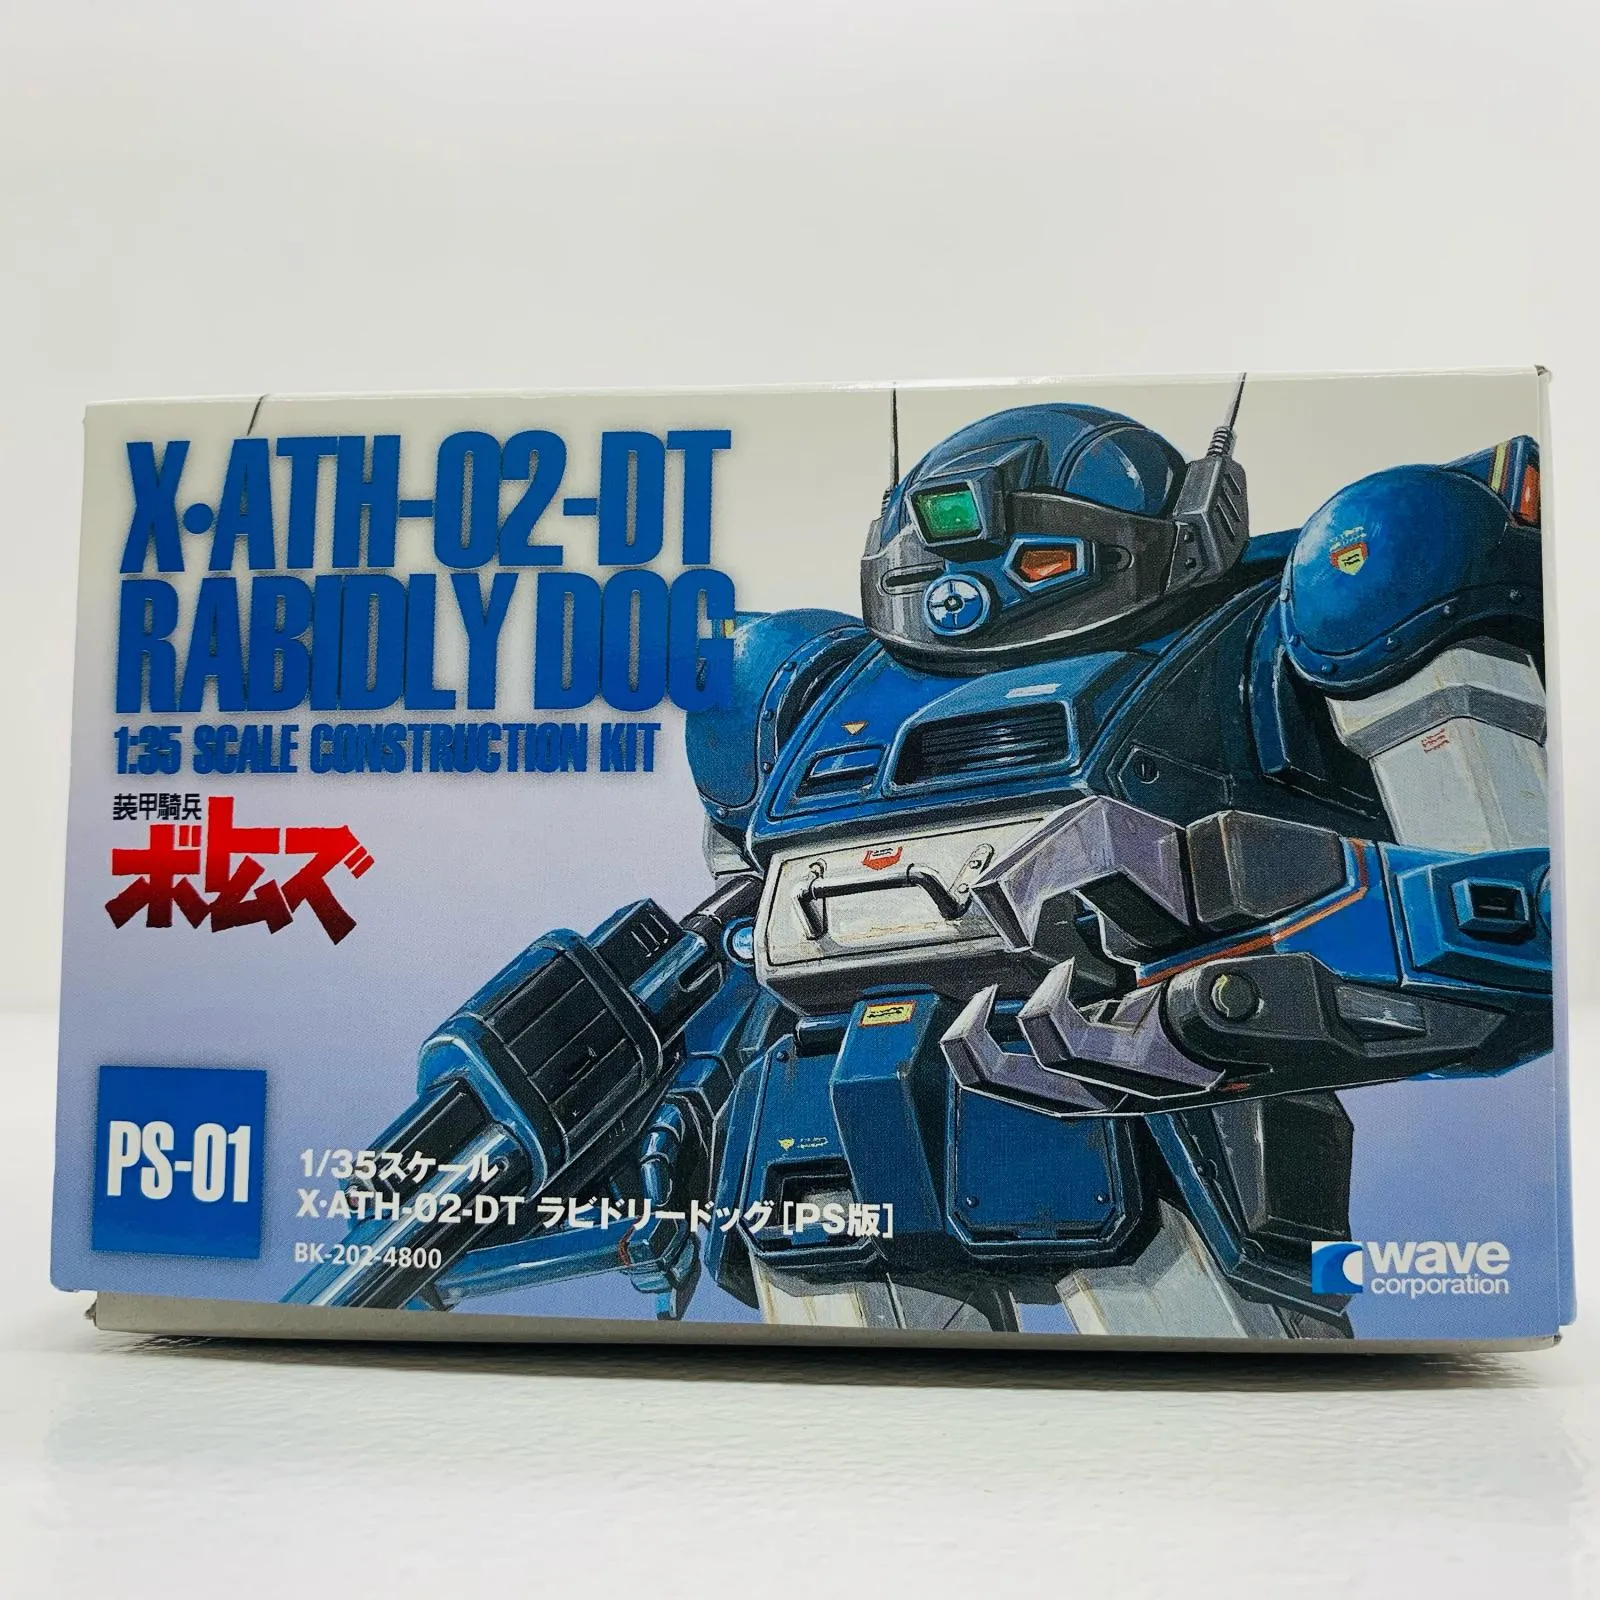 X·ATH-02-DT
RABIDLY DOG
1:35 SCALE CONSTRUCTION KIT
装甲騎兵
ボトムズ
PS-01
1/35スケール
X·ATH-02-DT ラビドリードッグ [PS版]
BK-202-4800
wave
corporation